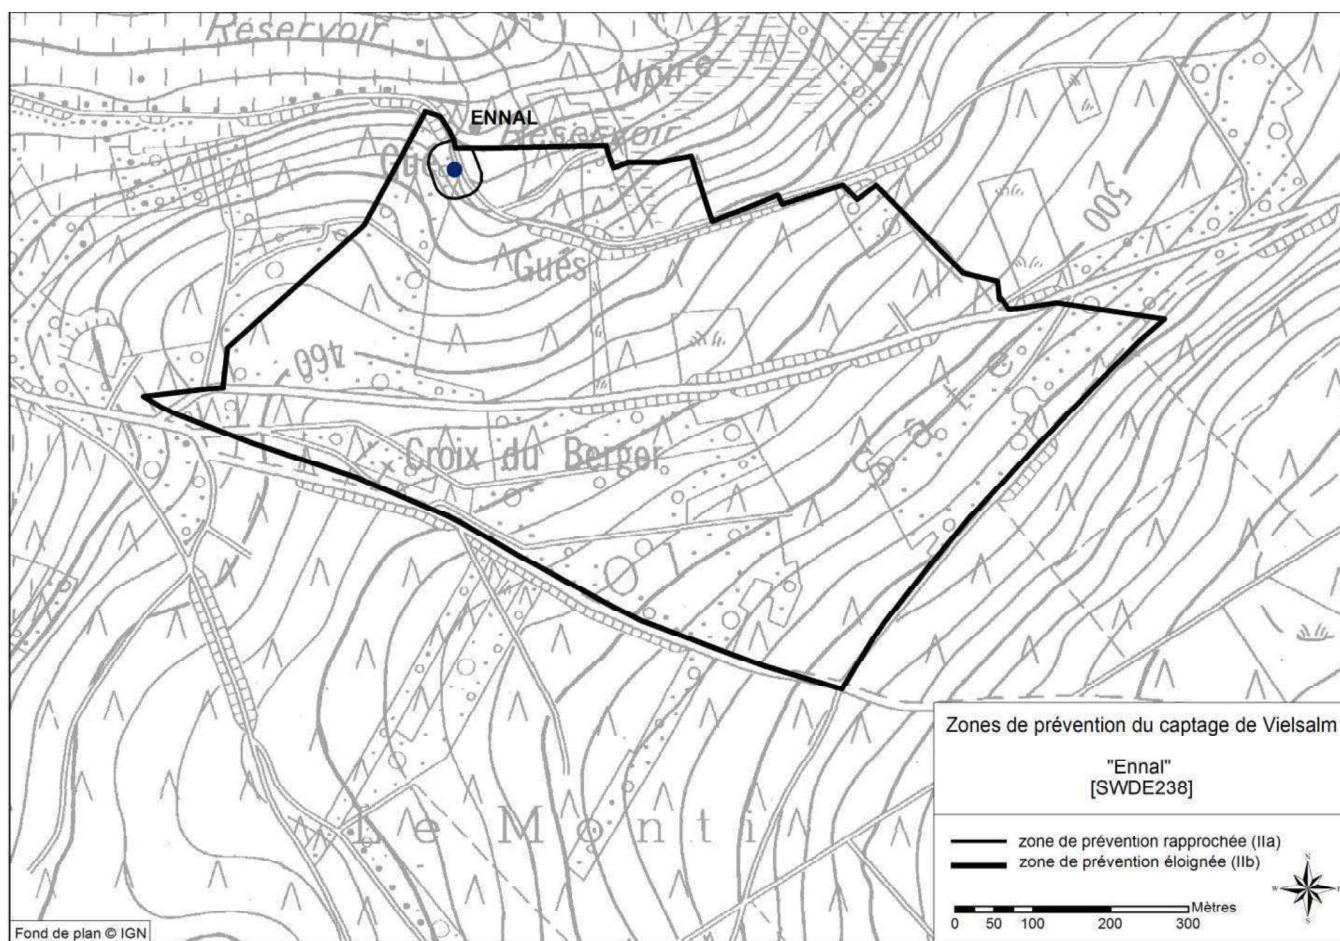 Réservoir
Noire
ENNAL
Réservoir
Gué
500
Gués
460
Croix du Berger
Le Monti
Zones de prévention du captage de Vielsalm
"Ennal"
[SWDE238]
zone de prévention rapprochée (IIa)
zone de prévention éloignée (IIb)
N
W
E
S
Mètres
0 50 100 200 300
Fond de plan © IGN